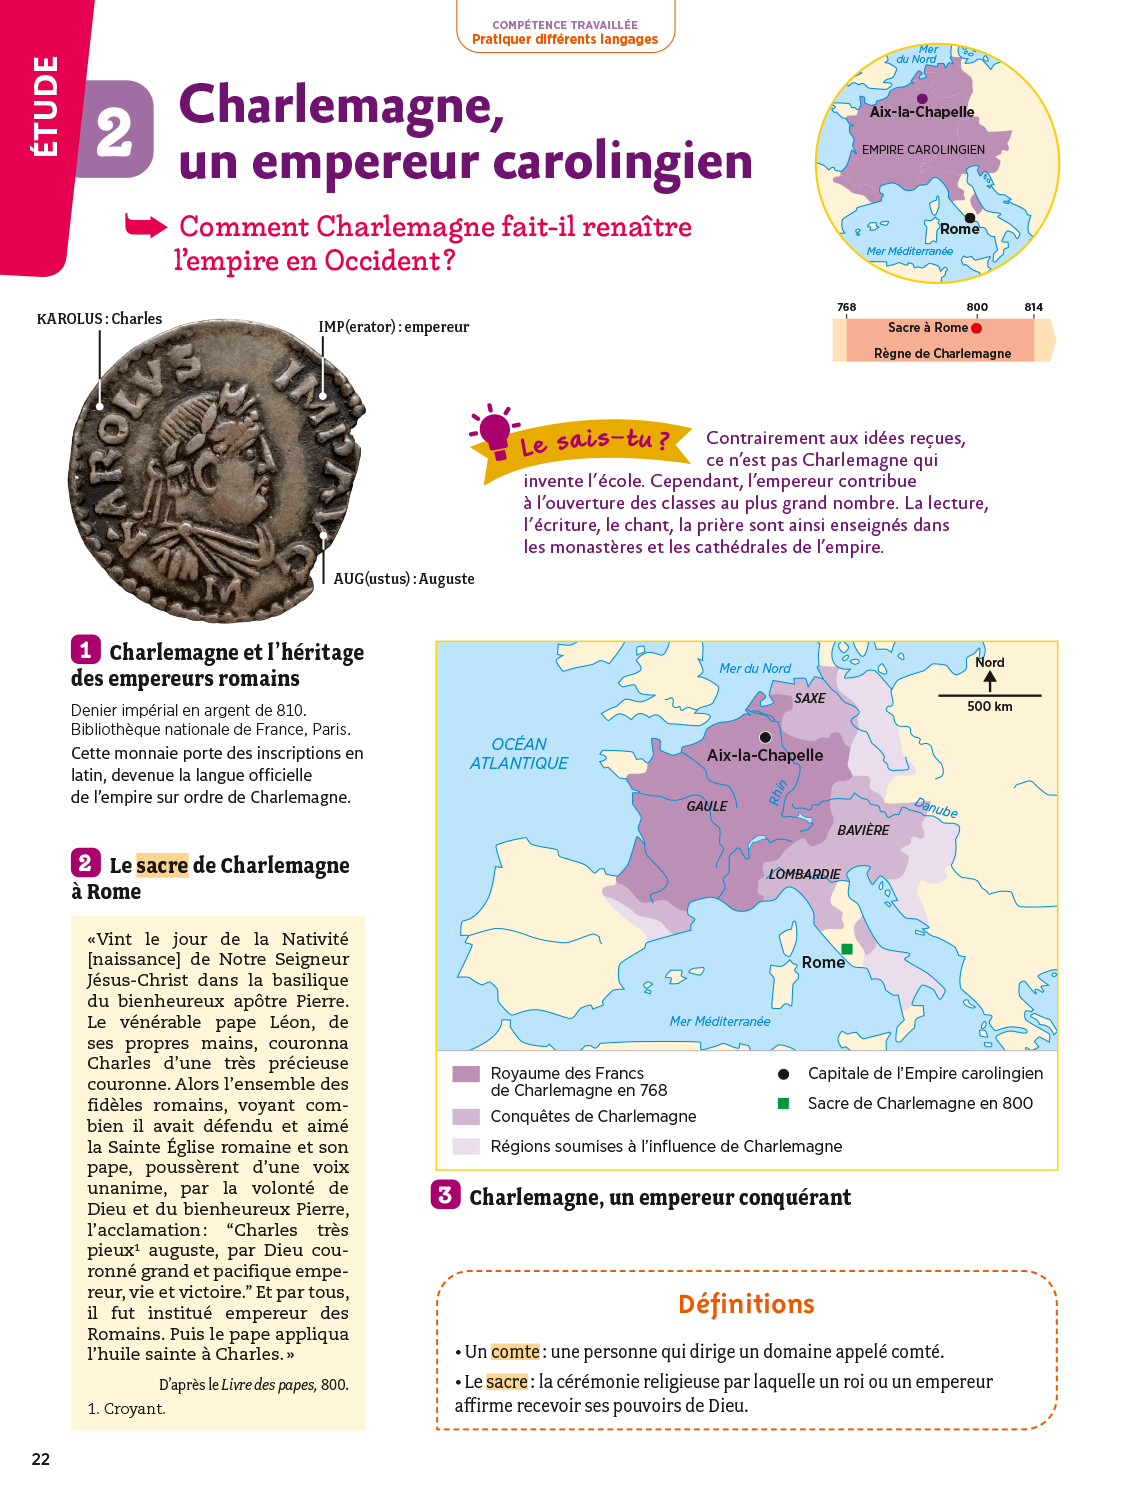 COMPÉTENCE TRAVAILLÉE
Pratiquer différents langages
ÉTUDE
2
Charlemagne,
un empereur carolingien
Comment Charlemagne fait-il renaître
l'empire en Occident ?
Mer
du Nord
Aix-la-Chapelle
EMPIRE CAROLINGIEN
Rome
Mer Méditerranée
768 800 814
Sacre à Rome
Règne de Charlemagne
KAROLUS : Charles
IMP(erator) : empereur
AUG(ustus) : Auguste
Le sais-tu ?
Contrairement aux idées reçues,
ce n'est pas Charlemagne qui
invente l'école. Cependant, l'empereur contribue
à l'ouverture des classes au plus grand nombre. La lecture,
l'écriture, le chant, la prière sont ainsi enseignés dans
les monastères et les cathédrales de l'empire.
1 Charlemagne et l'héritage
des empereurs romains
Denier impérial en argent de 810.
Bibliothèque nationale de France, Paris.
Cette monnaie porte des inscriptions en
latin, devenue la langue officielle
de l'empire sur ordre de Charlemagne.
2 Le sacre de Charlemagne
à Rome
« Vint le jour de la Nativité
[naissance] de Notre Seigneur
Jésus-Christ dans la basilique
du bienheureux apôtre Pierre.
Le vénérable pape Léon, de
ses propres mains, couronna
Charles d'une très précieuse
couronne. Alors l'ensemble des
fidèles romains, voyant com-
bien il avait défendu et aimé
la Sainte Église romaine et son
pape, poussèrent d'une voix
unanime, par la volonté de
Dieu et du bienheureux Pierre,
l'acclamation : “Charles très
pieux¹ auguste, par Dieu cou-
ronné grand et pacifique empe-
reur, vie et victoire.” Et par tous,
il fut institué empereur des
Romains. Puis le pape appliqua
l'huile sainte à Charles. »
D'après le Livre des papes, 800.
1. Croyant.
Mer du Nord
Nord
500 km
SAXE
OCÉAN
ATLANTIQUE
Aix-la-Chapelle
Rhin
GAULE
Danube
BAVIÈRE
LOMBARDIE
Rome
Mer Méditerranée
Royaume des Francs
de Charlemagne en 768
Conquêtes de Charlemagne
Régions soumises à l'influence de Charlemagne
Capitale de l'Empire carolingien
Sacre de Charlemagne en 800
3 Charlemagne, un empereur conquérant
Définitions
• Un comte : une personne qui dirige un domaine appelé comté.
• Le sacre : la cérémonie religieuse par laquelle un roi ou un empereur
affirme recevoir ses pouvoirs de Dieu.
22